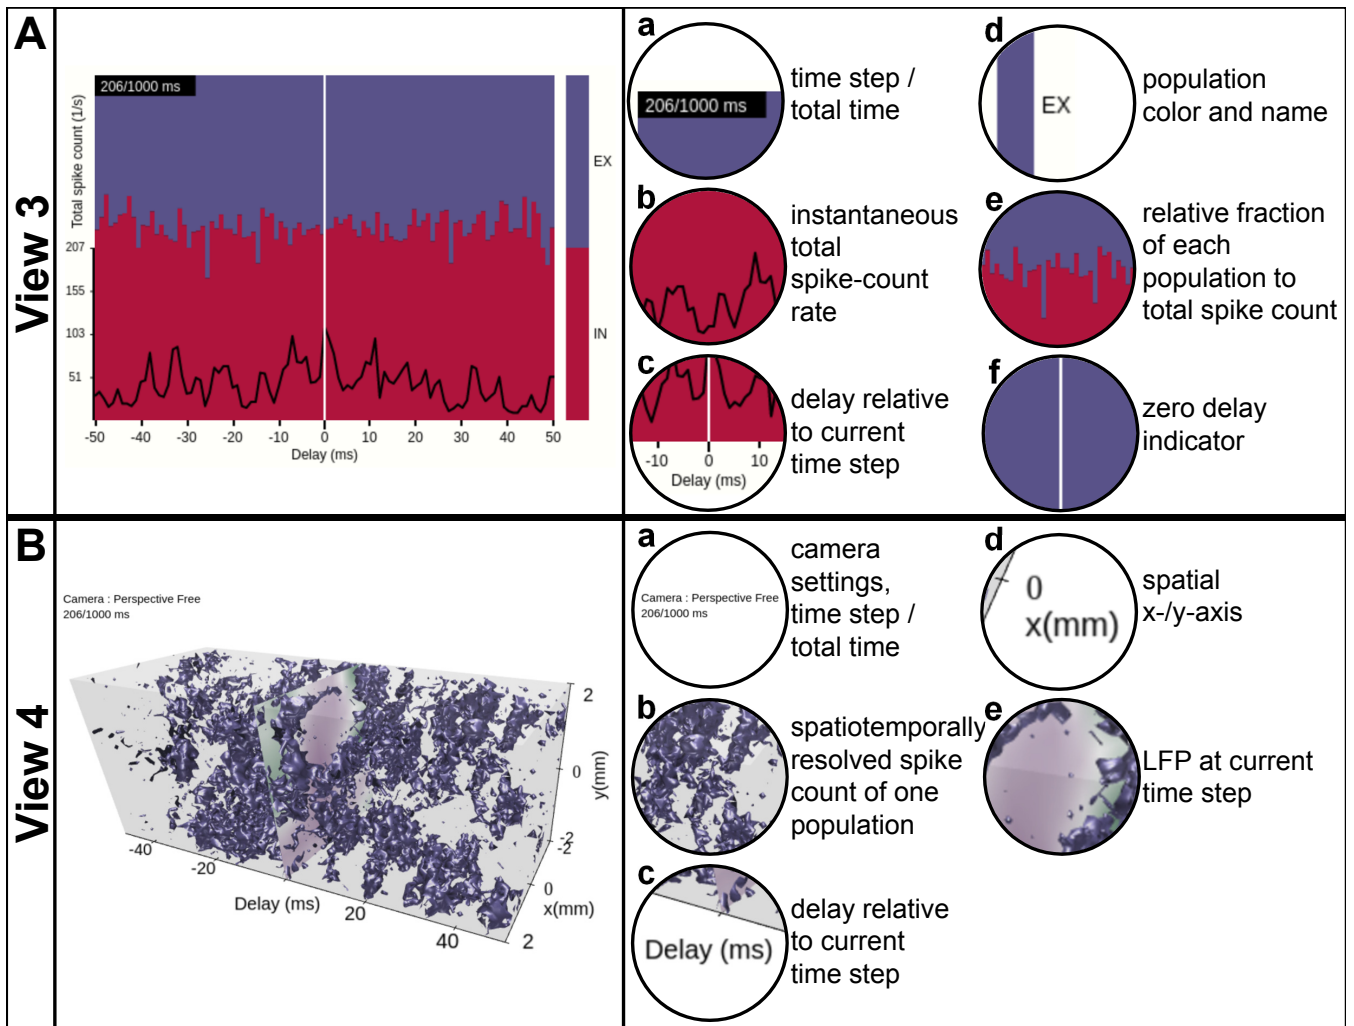 A
View 3
206/1000 ms
Total spike count (1/s)
207
155
103
51
-50 -40 -30 -20 -10 0 10 20 30 40 50
Delay (ms)
EX
IN
a
206/1000 ms
time step /
total time
b
instantaneous
total
spike-count
rate
c
-10 0 10
Delay (ms)
delay relative
to current
time step
d
EX
population
color and name
e
relative fraction
of each
population to
total spike count
f
zero delay
indicator
B
View 4
Camera : Perspective Free
206/1000 ms
2
0
-2
y(mm)
-2
0
2
x(mm)
-40
-20
20
40
Delay (ms)
a
Camera : Perspective Free
206/1000 ms
camera
settings,
time step /
total time
b
spatiotemporally
resolved spike
count of one
population
c
Delay (ms)
delay relative
to current
time step
d
0
x(mm)
spatial
x-/y-axis
e
LFP at current
time step